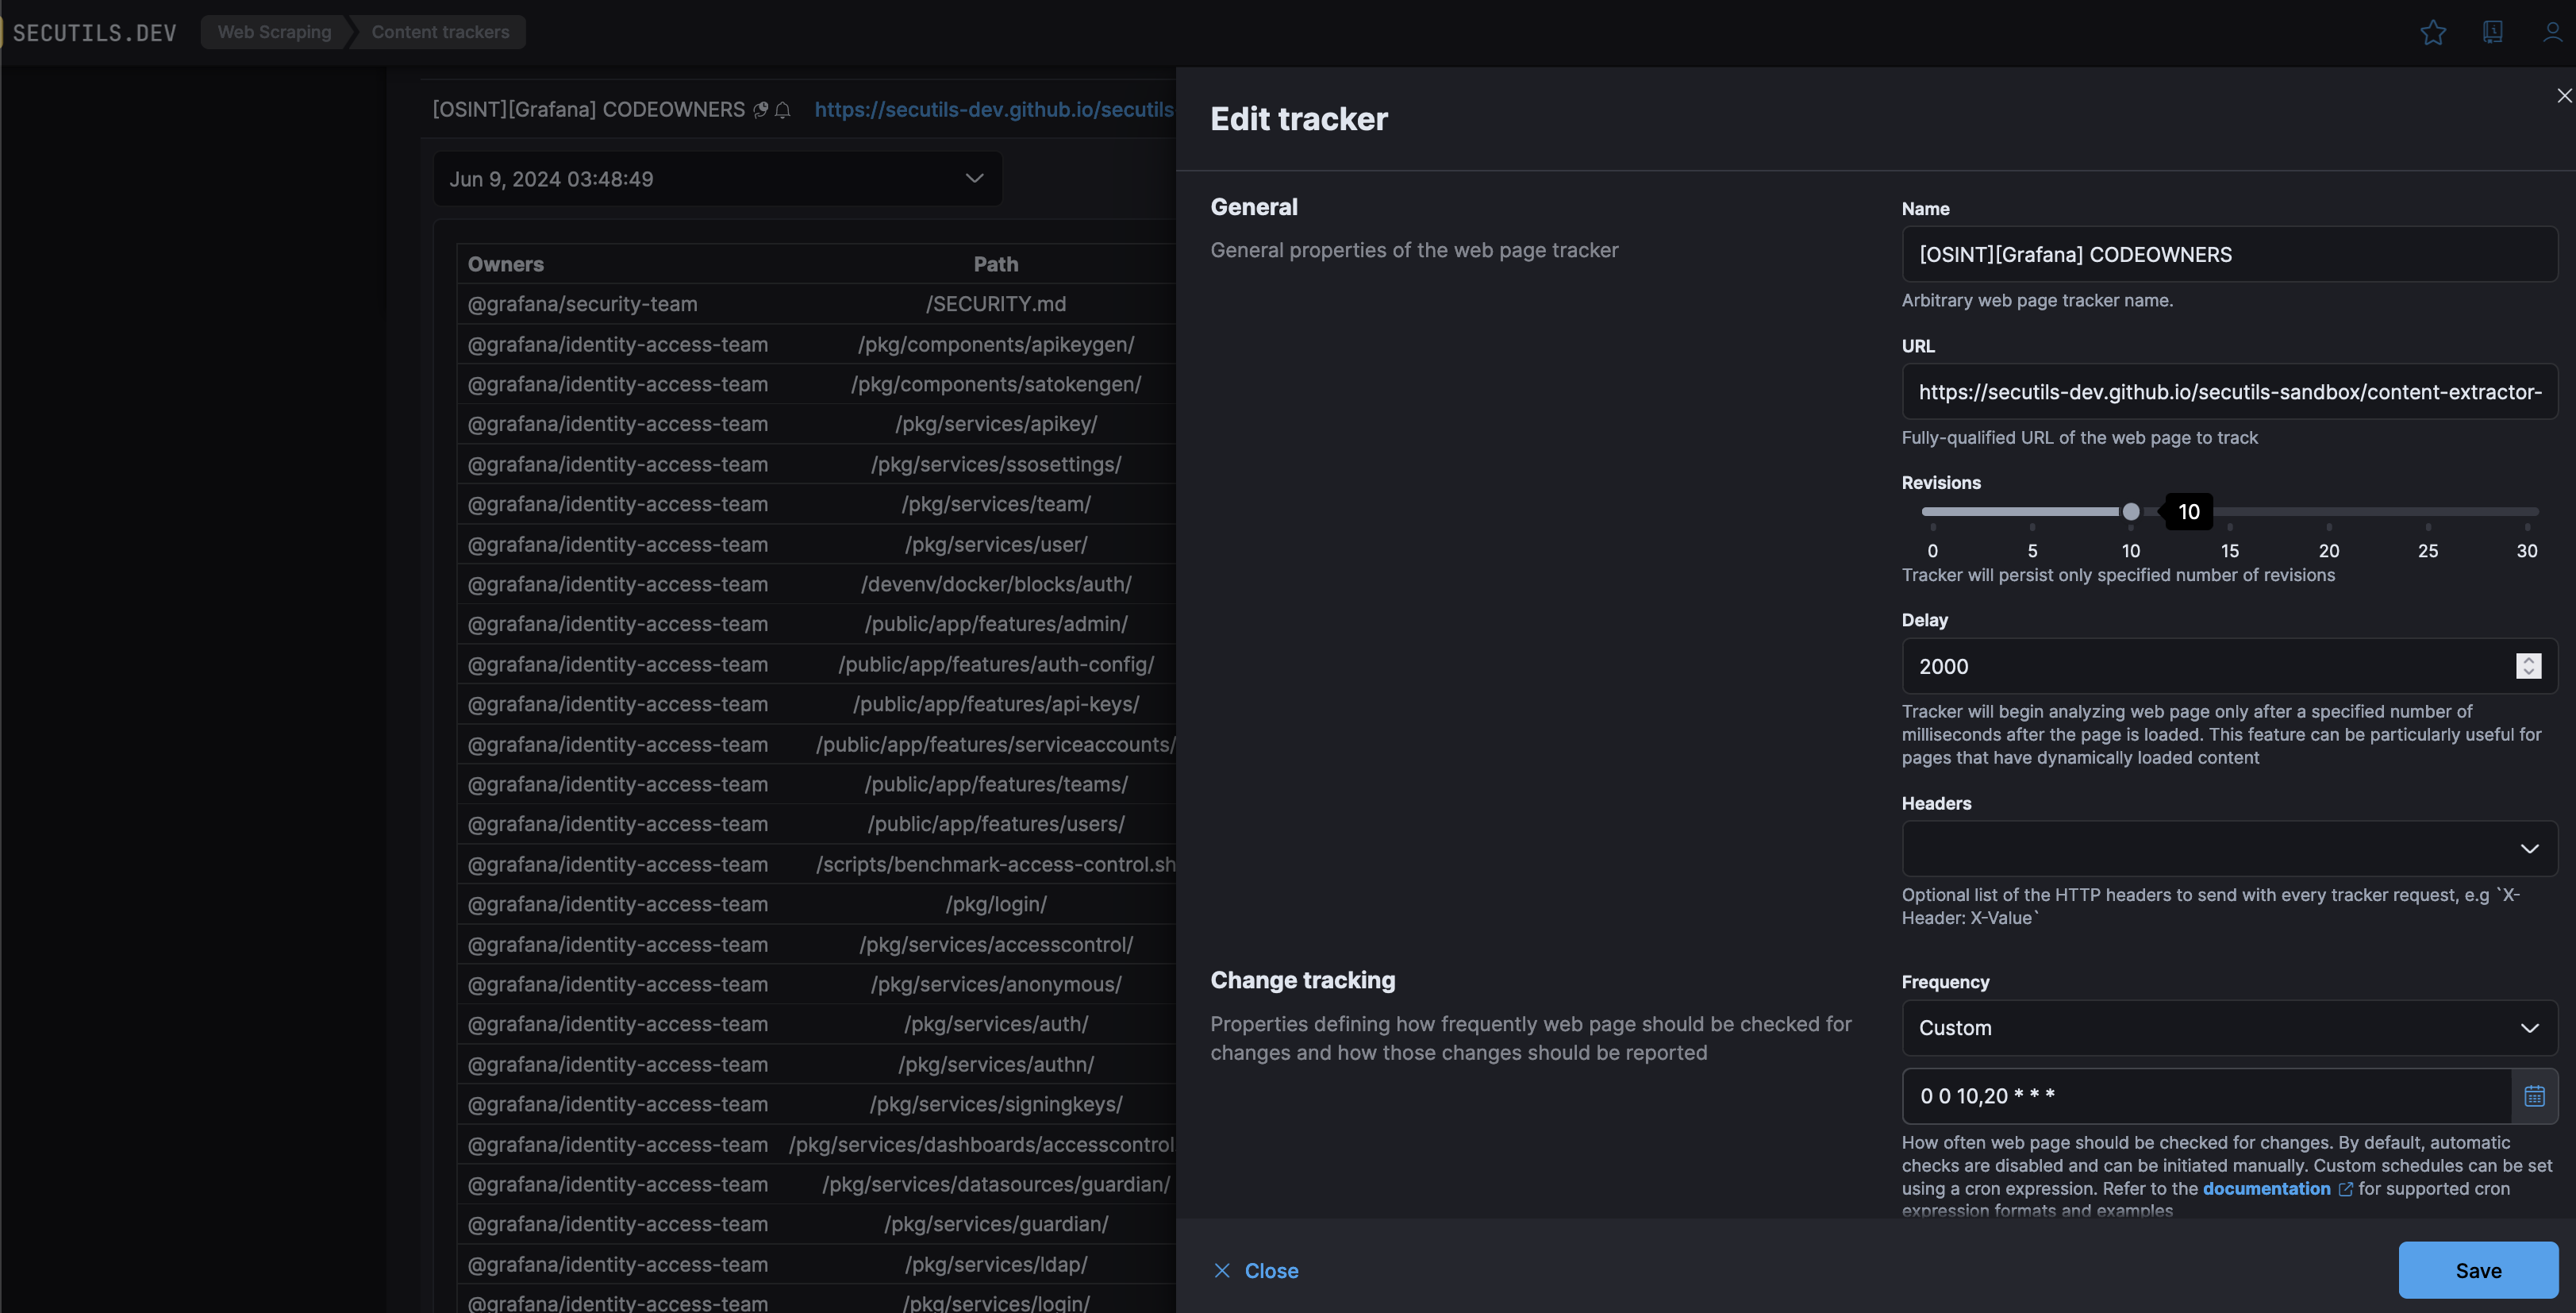 SECUTILS.DEV
Web Scraping
Content trackers
[OSINT][Grafana] CODEOWNERS https://secutils-dev.github.io/secutils
Jun 9, 2024 03:48:49
Owners Path
@grafana/security-team /SECURITY.md
@grafana/identity-access-team /pkg/components/apikeygen/
@grafana/identity-access-team /pkg/components/satokengen/
@grafana/identity-access-team /pkg/services/apikey/
@grafana/identity-access-team /pkg/services/ssosettings/
@grafana/identity-access-team /pkg/services/team/
@grafana/identity-access-team /pkg/services/user/
@grafana/identity-access-team /devenv/docker/blocks/auth/
@grafana/identity-access-team /public/app/features/admin/
@grafana/identity-access-team /public/app/features/auth-config/
@grafana/identity-access-team /public/app/features/api-keys/
@grafana/identity-access-team /public/app/features/serviceaccounts/
@grafana/identity-access-team /public/app/features/teams/
@grafana/identity-access-team /public/app/features/users/
@grafana/identity-access-team /scripts/benchmark-access-control.sh
@grafana/identity-access-team /pkg/login/
@grafana/identity-access-team /pkg/services/accesscontrol/
@grafana/identity-access-team /pkg/services/anonymous/
@grafana/identity-access-team /pkg/services/auth/
@grafana/identity-access-team /pkg/services/authn/
@grafana/identity-access-team /pkg/services/signingkeys/
@grafana/identity-access-team /pkg/services/dashboards/accesscontrol
@grafana/identity-access-team /pkg/services/datasources/guardian/
@grafana/identity-access-team /pkg/services/guardian/
@grafana/identity-access-team /pkg/services/ldap/
@grafana/identity-access-team /pkg/services/login/
Edit tracker
General
General properties of the web page tracker
Name
[OSINT][Grafana] CODEOWNERS
Arbitrary web page tracker name.
URL
https://secutils-dev.github.io/secutils-sandbox/content-extractor-
Fully-qualified URL of the web page to track
Revisions
10
0 5 10 15 20 25 30
Tracker will persist only specified number of revisions
Delay
2000
Tracker will begin analyzing web page only after a specified number of
milliseconds after the page is loaded. This feature can be particularly useful for
pages that have dynamically loaded content
Headers
Optional list of the HTTP headers to send with every tracker request, e.g `X-
Header: X-Value`
Change tracking
Properties defining how frequently web page should be checked for
changes and how those changes should be reported
Frequency
Custom
0 0 10,20 * * *
How often web page should be checked for changes. By default, automatic
checks are disabled and can be initiated manually. Custom schedules can be set
using a cron expression. Refer to the documentation for supported cron
expression formats and examples
Close
Save